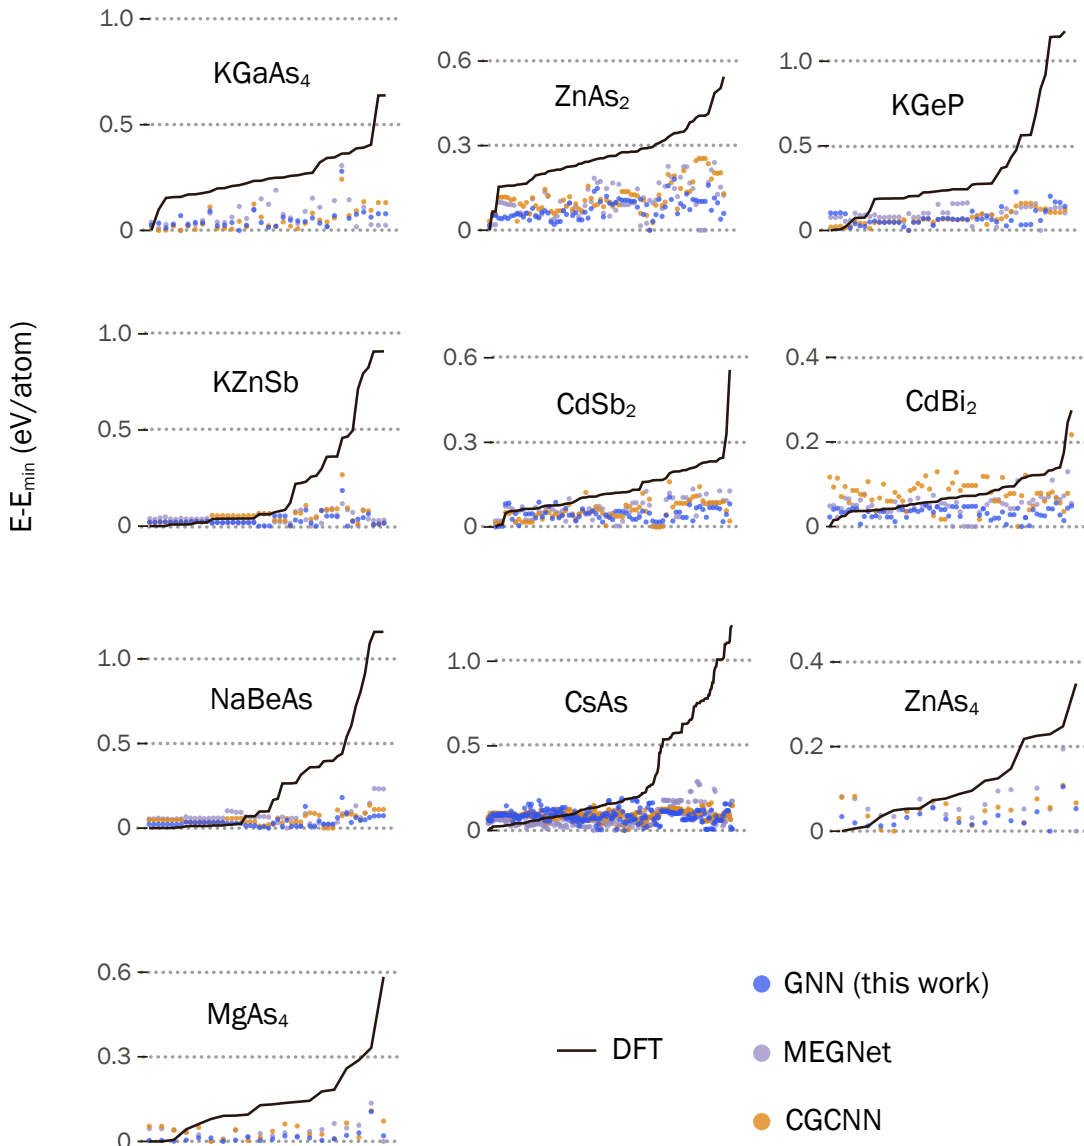 E-Emin (eV/atom)
1.0
0.5
0
KGaAs₄
0.6
0.3
0
ZnAs₂
1.0
0.5
0
KGeP
1.0
0.5
0
KZnSb
0.6
0.3
0
CdSb₂
0.4
0.2
0
CdBi₂
1.0
0.5
0
NaBeAs
1.0
0.5
0
CsAs
0.4
0.2
0
ZnAs₄
0.6
0.3
0
MgAs₄
DFT
GNN (this work)
MEGNet
CGCNN